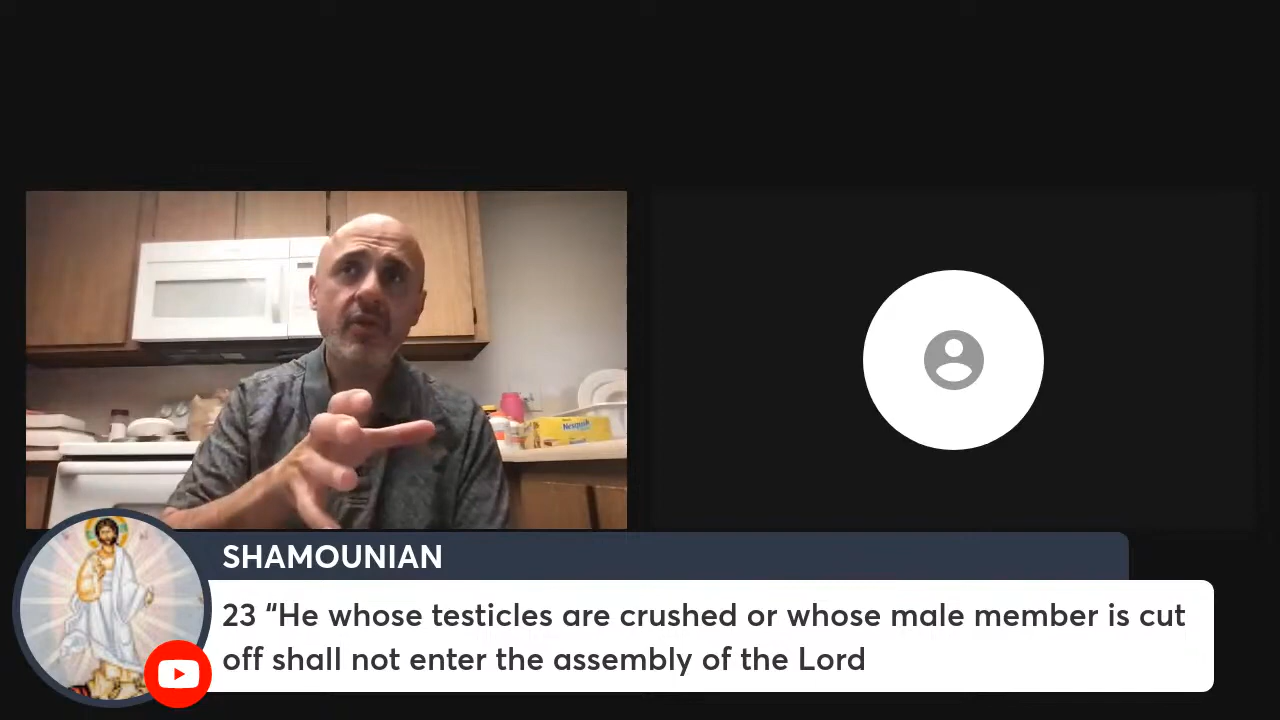 Nesquik
SHAMOUNIAN
23 “He whose testicles are crushed or whose male member is cut
off shall not enter the assembly of the Lord